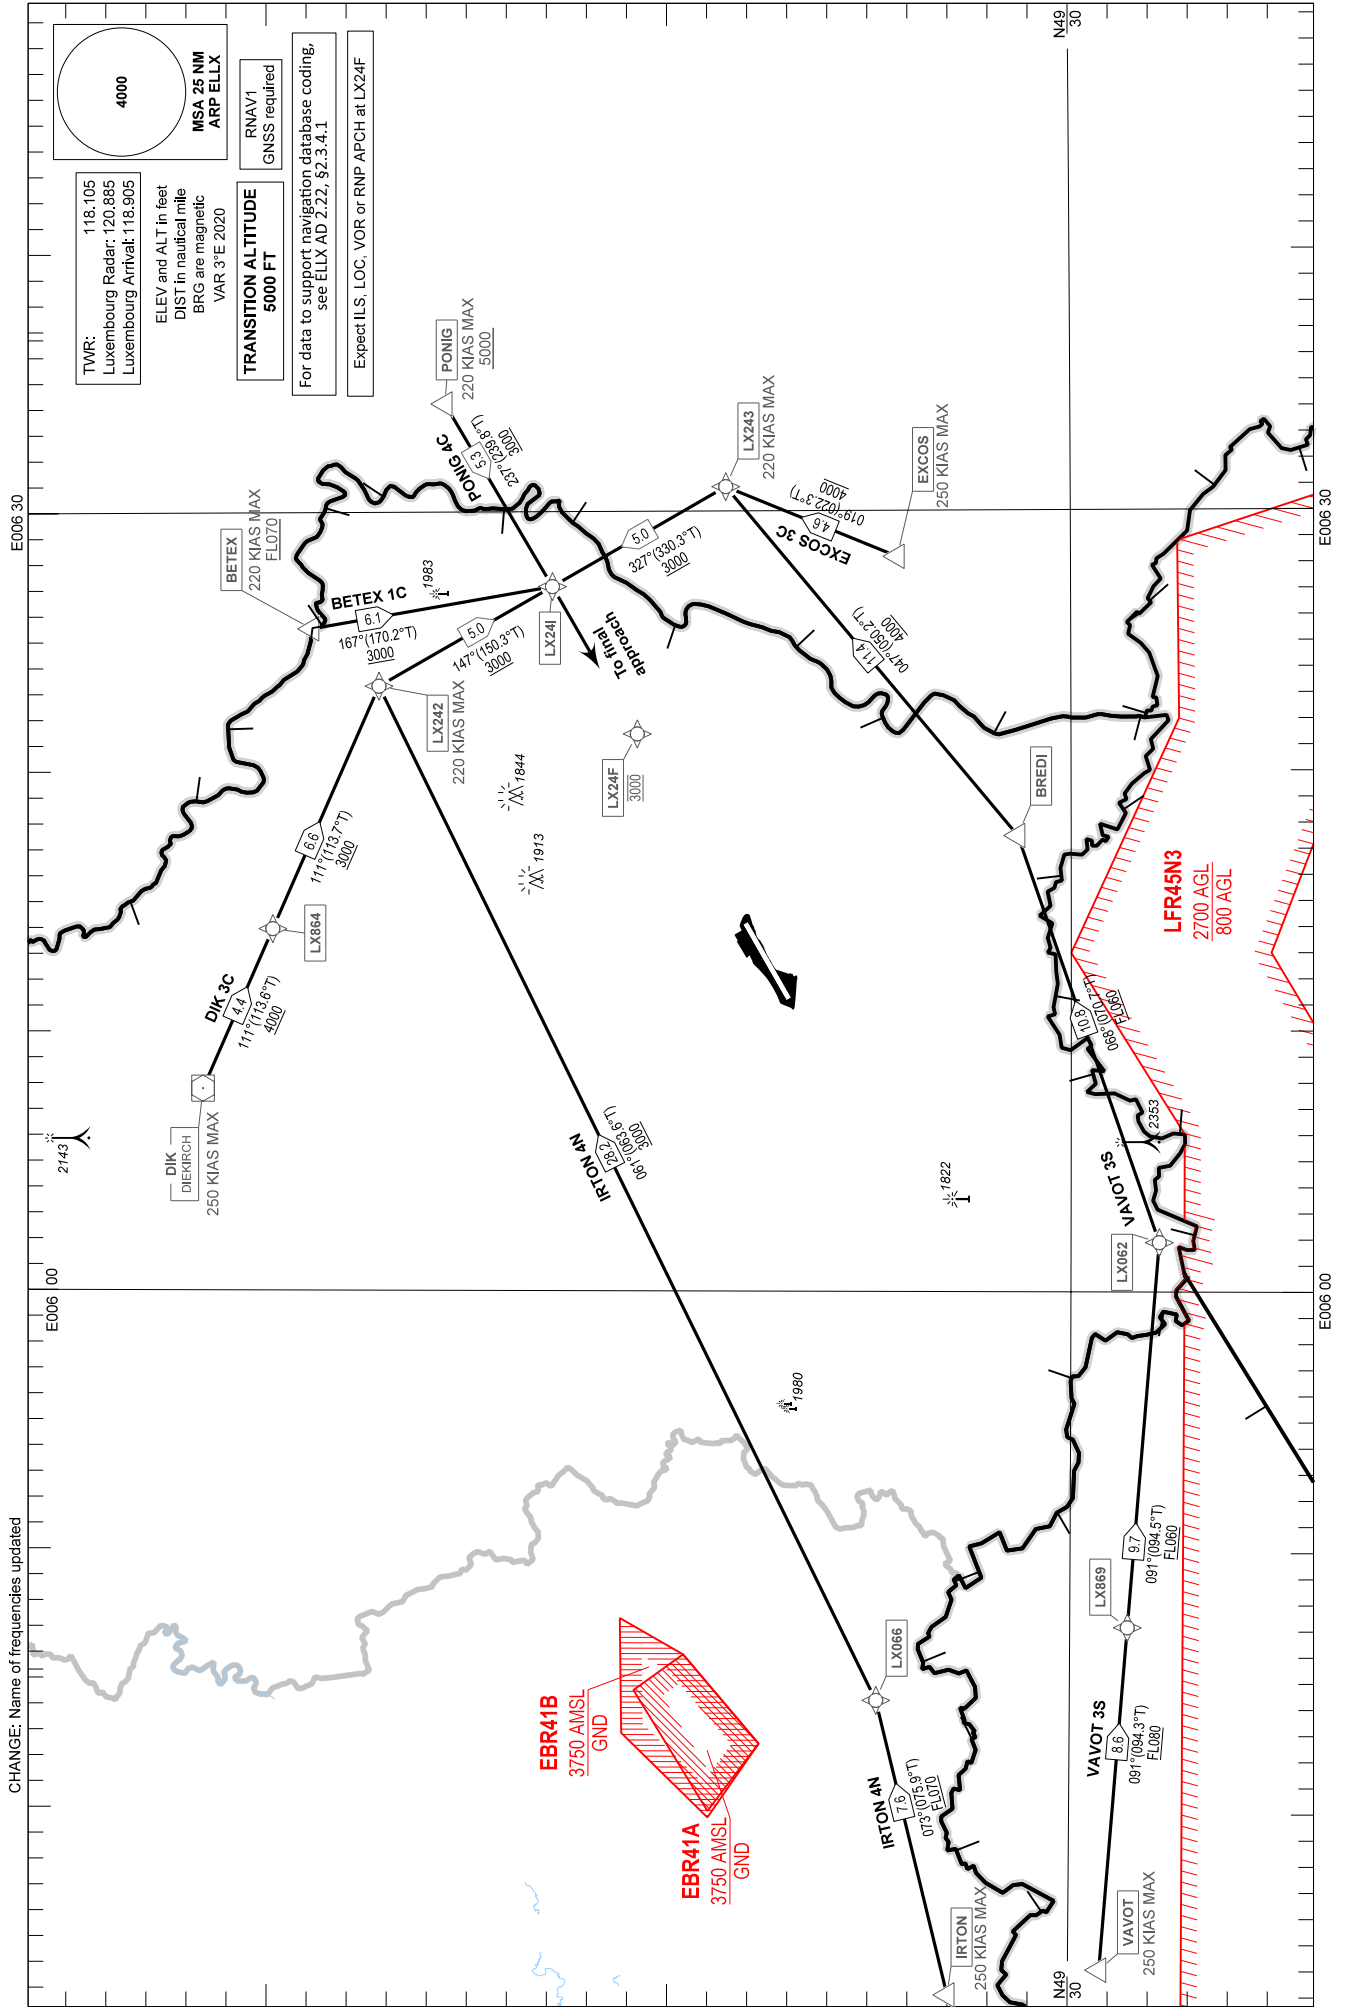 CHANGE: Name of frequencies updated
E006 00
E006 30
TWR: 118.105
Luxembourg Radar: 120.885
Luxembourg Arrival: 118.905
4000
MSA 25 NM
ARP ELLX
ELEV and ALT in feet
DIST in nautical mile
BRG are magnetic
VAR 3°E 2020
RNAV1
GNSS required
TRANSITION ALTITUDE
5000 FT
For data to support navigation database coding,
see ELLX AD 2.22, §2.3.4.1
Expect ILS, LOC, VOR or RNP APCH at LX24F
2143
DIK
DIEKIRCH
250 KIAS MAX
DIK 3C
4.4
111°(113.6°T)
4000
LX864
6.6
111°(113.7°T)
3000
BETEX
220 KIAS MAX
FL070
BETEX 1C
6.1
167°(170.2°T)
3000
1983
LX242
220 KIAS MAX
5.0
147°(150.3°T)
3000
PONIG
220 KIAS MAX
5000
PONIG 4C
5.3
237°(239.8°T)
3000
LX24I
To final
approach
1844
1913
LX24F
3000
5.0
327°(330.3°T)
3000
LX243
220 KIAS MAX
EXCOS 3C
4.6
019°(022.3°T)
4000
EXCOS
250 KIAS MAX
11.4
047°(050.2°T)
4000
BREDI
IRTON 4N
28.2
061°(063.6°T)
3000
1980
1822
EBR41B
3750 AMSL
GND
EBR41A
3750 AMSL
GND
LX066
IRTON 4N
7.6
073°(075.9°T)
FL070
IRTON
250 KIAS MAX
N49
30
N49
30
VAVOT
250 KIAS MAX
VAVOT 3S
8.6
091°(094.3°T)
FL080
LX869
9.7
091°(094.5°T)
FL060
LX062
VAVOT 3S
2353
10.8
068°(070.7°T)
FL060
LFR45N3
2700 AGL
800 AGL
E006 00
E006 30